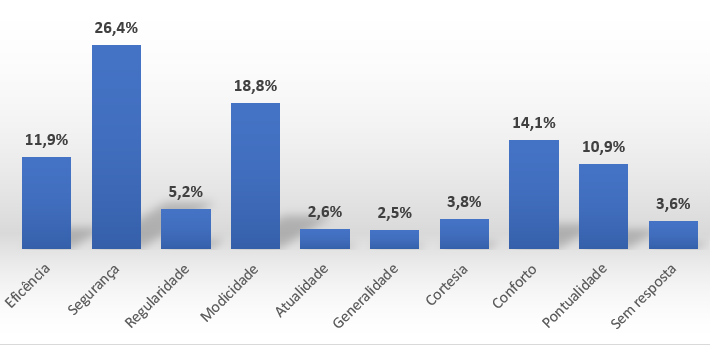 11,9%
26,4%
5,2%
18,8%
2,6%
2,5%
3,8%
14,1%
10,9%
3,6%
Eficência
Segurança
Regularidade
Modicidade
Atualidade
Generalidade
Cortesia
Conforto
Pontualidade
Sem resposta